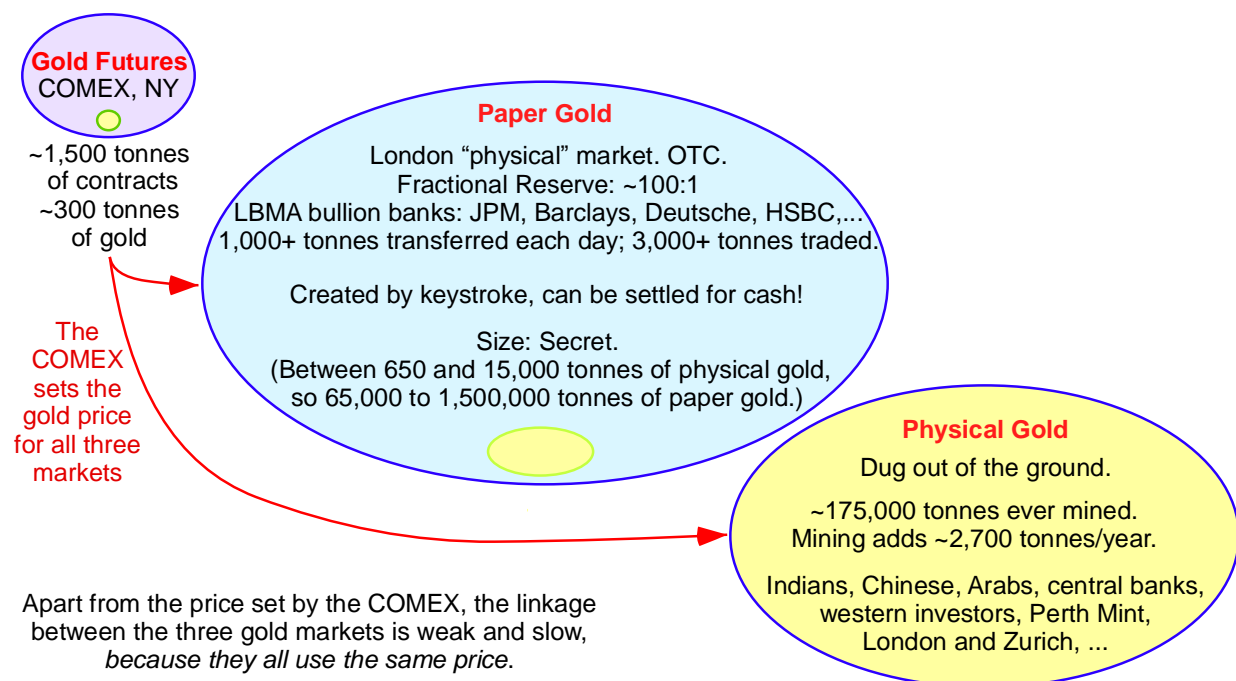 Gold Futures
COMEX, NY
~1,500 tonnes
of contracts
~300 tonnes
of gold
The
COMEX
sets the
gold price
for all three
markets
Paper Gold
London “physical” market. OTC.
Fractional Reserve: ~100:1
LBMA bullion banks: JPM, Barclays, Deutsche, HSBC,...
1,000+ tonnes transferred each day; 3,000+ tonnes traded.
Created by keystroke, can be settled for cash!
Size: Secret.
(Between 650 and 15,000 tonnes of physical gold,
so 65,000 to 1,500,000 tonnes of paper gold.)
Physical Gold
Dug out of the ground.
~175,000 tonnes ever mined.
Mining adds ~2,700 tonnes/year.
Indians, Chinese, Arabs, central banks,
western investors, Perth Mint,
London and Zurich, ...
Apart from the price set by the COMEX, the linkage
between the three gold markets is weak and slow,
because they all use the same price.